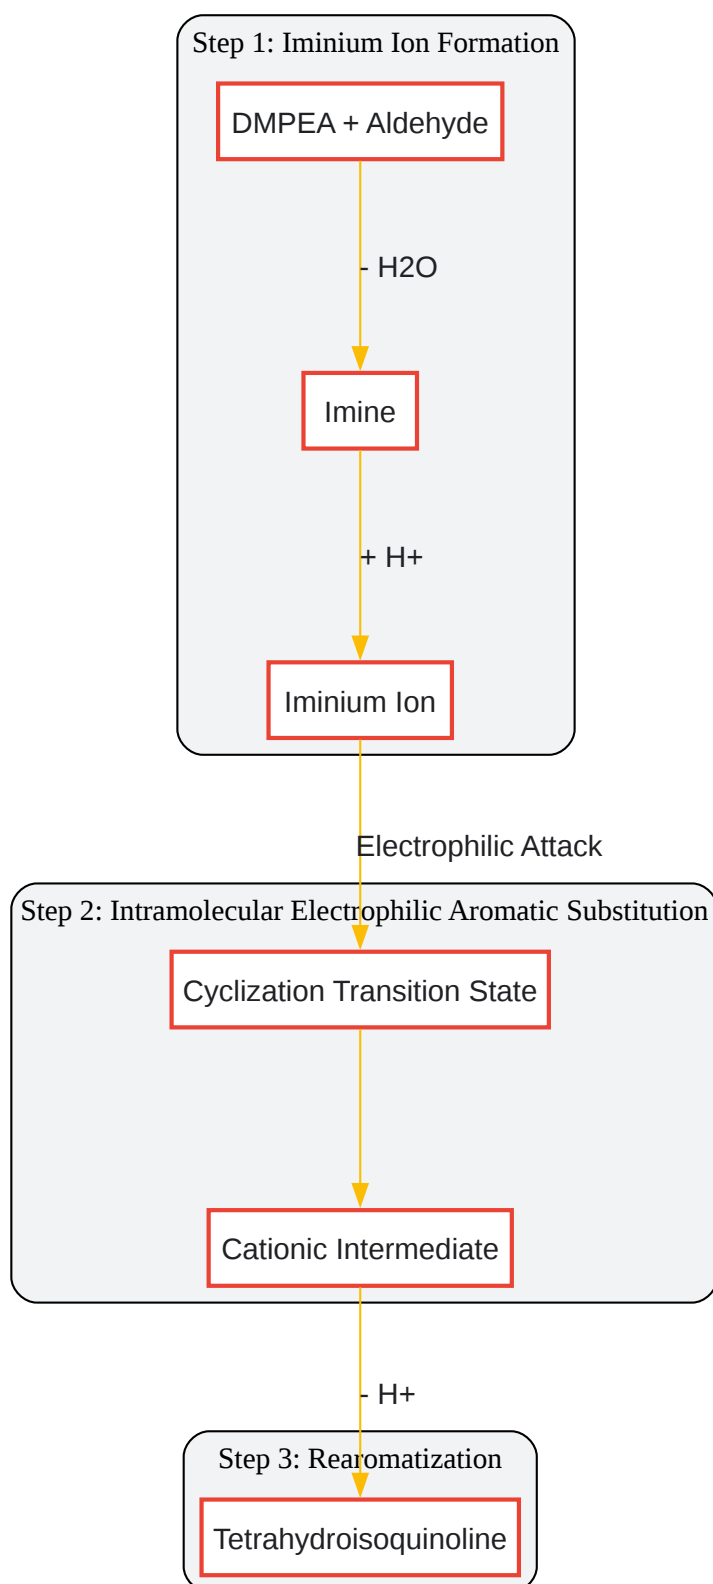 Step 1: Iminium Ion Formation
DMPEA + Aldehyde
- H2O
Imine
+ H+
Iminium Ion
Electrophilic Attack
Step 2: Intramolecular Electrophilic Aromatic Substitution
Cyclization Transition State
Cationic Intermediate
- H+
Step 3: Rearomatization
Tetrahydroisoquinoline